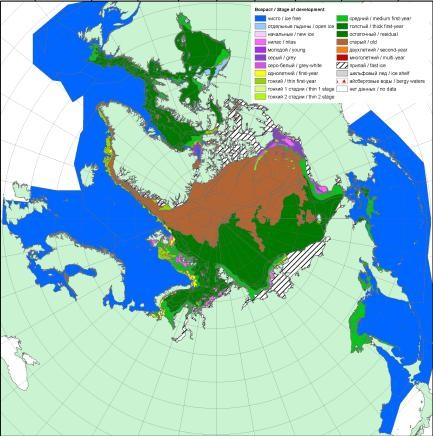 Возраст / Stage of development
чисто / ice free
отдельные льдины / open ice
начальные / new ice
нилас / nilas
молодой / young
серый / grey
серо-белый / grey-white
однолетний / first-year
тонкий / thin first-year
тонкий 1 стадии / thin 1 stage
тонкий 2 стадии / thin 2 stage
средний / medium first-year
толстый / thick first-year
остаточный / residual
старый / old
двухлетний / second-year
многолетний / multi-year
припай / fast ice
шельфовый лед / ice shelf
айсберговые воды / bergy waters
нет данных / no data